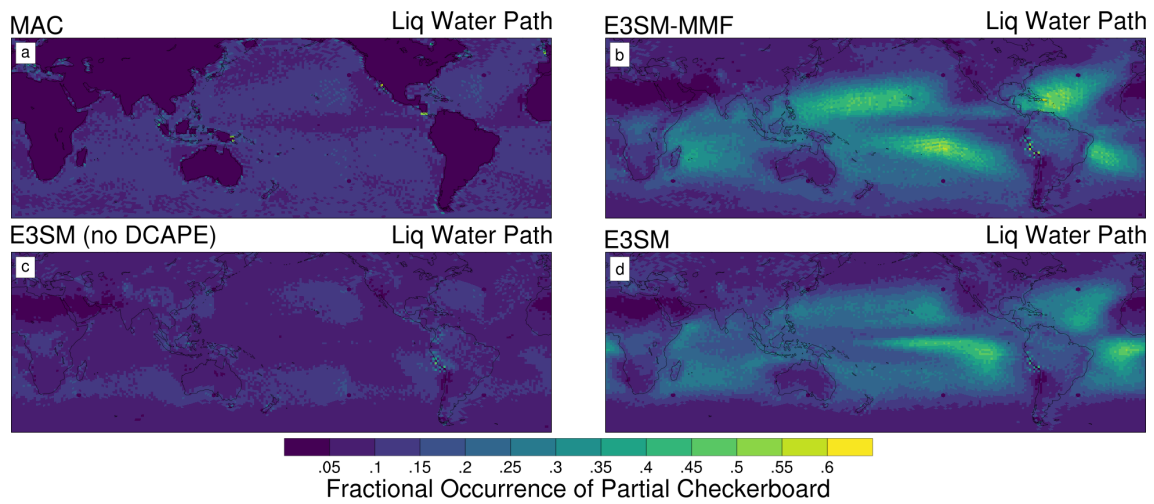 MAC Liq Water Path
a
E3SM-MMF Liq Water Path
b
E3SM (no DCAPE) Liq Water Path
c
E3SM Liq Water Path
d
.05 .1 .15 .2 .25 .3 .35 .4 .45 .5 .55 .6
Fractional Occurrence of Partial Checkerboard